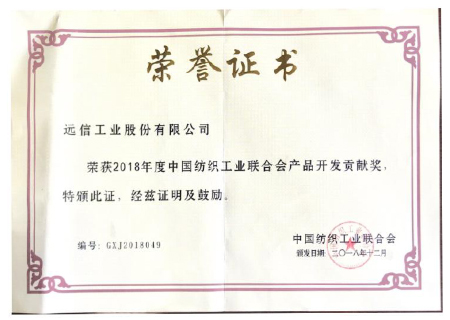 荣誉证书
远信工业股份有限公司
荣获2018年度中国纺织工业联合会产品开发贡献奖，
特颁此证，经兹证明及鼓励。
中国纺织工业联合会
编号：GXJ2018049
颁发日期：二〇一八年十二月